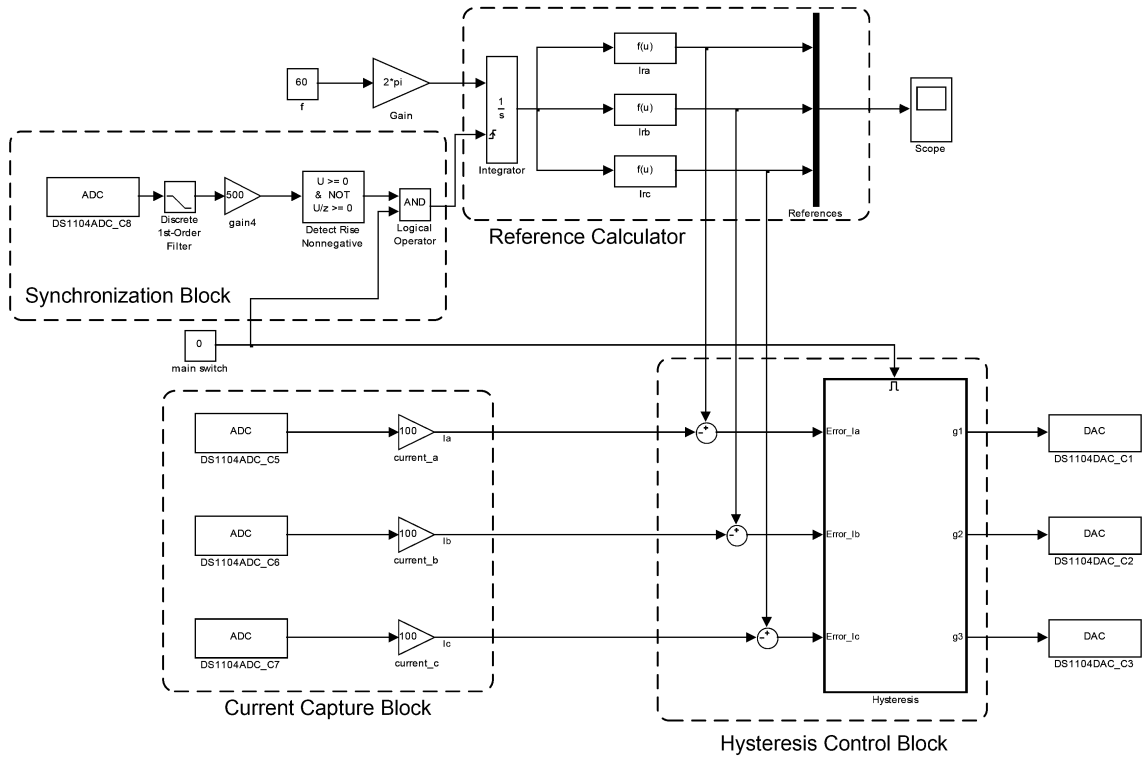 60
f
2*pi
Gain
1
s
Integrator
f(u)
Ira
f(u)
Irb
f(u)
Irc
References
Scope
Reference Calculator
ADC
DS1104ADC_C8
Discrete
1st-Order
Filter
500
gain4
U >= 0
& NOT
U/z >= 0
Detect Rise
Nonnegative
AND
Logical
Operator
Synchronization Block
0
main switch
ADC
DS1104ADC_C5
100
current_a
Ia
ADC
DS1104ADC_C6
100
current_b
Ib
ADC
DS1104ADC_C7
100
current_c
Ic
Current Capture Block
- +
- +
- +
Error_Ia
Error_Ib
Error_Ic
g1
g2
g3
Hysteresis
Hysteresis Control Block
DAC
DS1104DAC_C1
DAC
DS1104DAC_C2
DAC
DS1104DAC_C3